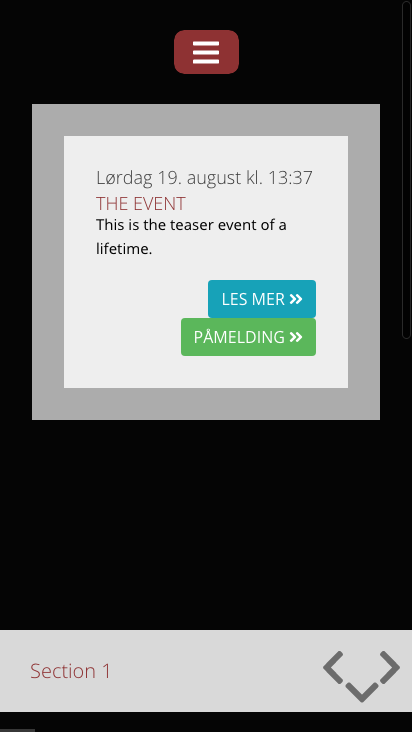 Lørdag 19. august kl. 13:37
THE EVENT
This is the teaser event of a
lifetime.
LES MER »
PÅMELDING »
Section 1